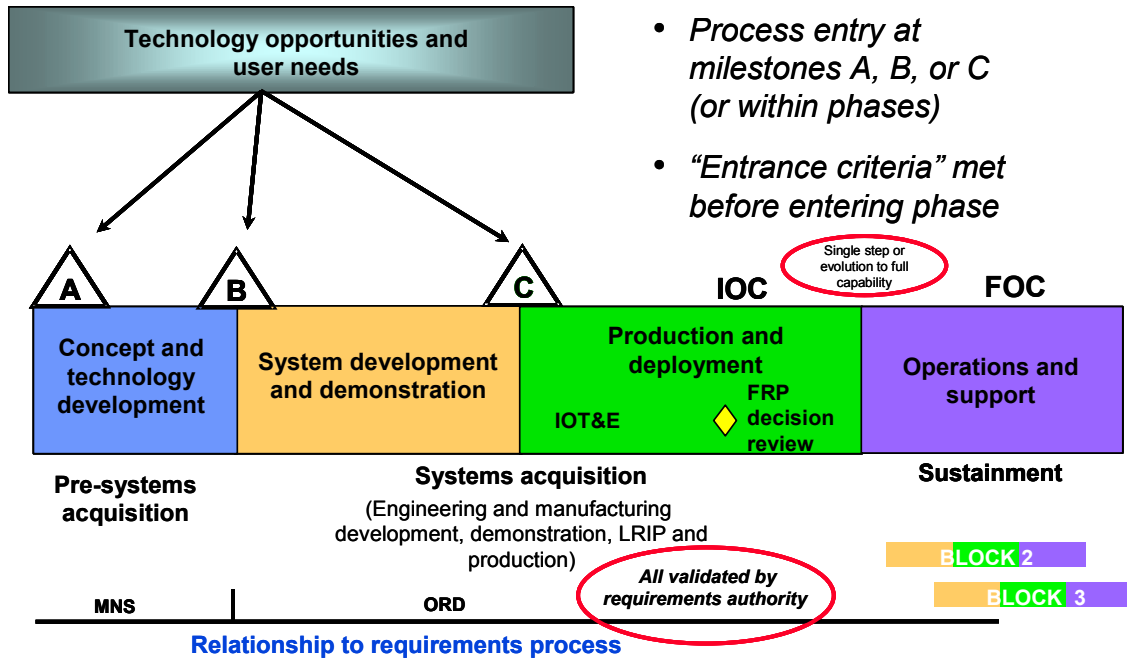 Technology opportunities and
user needs
• Process entry at
milestones A, B, or C
(or within phases)
• “Entrance criteria” met
before entering phase
Single step or
evolution to full
capability
A
B
C
IOC
FOC
Concept and
technology
development
System development
and demonstration
Production and
deployment
IOT&E
FRP
decision
review
Operations and
support
Pre-systems
acquisition
Systems acquisition
(Engineering and manufacturing
development, demonstration, LRIP and
production)
Sustainment
BLOCK 2
BLOCK 3
All validated by
requirements authority
MNS
ORD
Relationship to requirements process